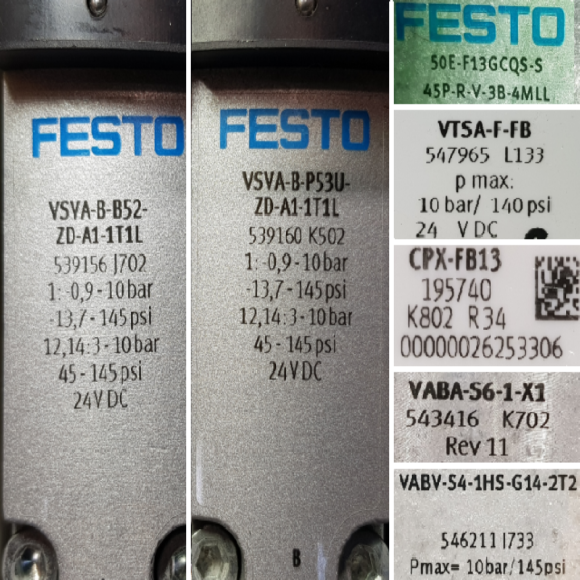 FESTO
VSVA-B-B52-
ZD-A1-1T1L
539156 J702
1: -0,9 - 10 bar
-13,7 - 145 psi
12,14: 3 - 10 bar
45 - 145 psi
24V DC
FESTO
VSVA-B-P53U-
ZD-A1-1T1L
539160 K502
1: -0,9 - 10 bar
-13,7 - 145 psi
12,14: 3 - 10 bar
45 - 145 psi
24V DC
B
FESTO
50E-F13GCQS-S
45P-R-V-3B-4MLL
VTSA-F-FB
547965 L133
p max:
10 bar/ 140 psi
24 V DC
CPX-FB13
195740
K802 R34
00000026253306
VABA-S6-1-X1
543416 K702
Rev 11
VABV-S4-1HS-G14-2T2
546211 I733
Pmax= 10bar/145psi